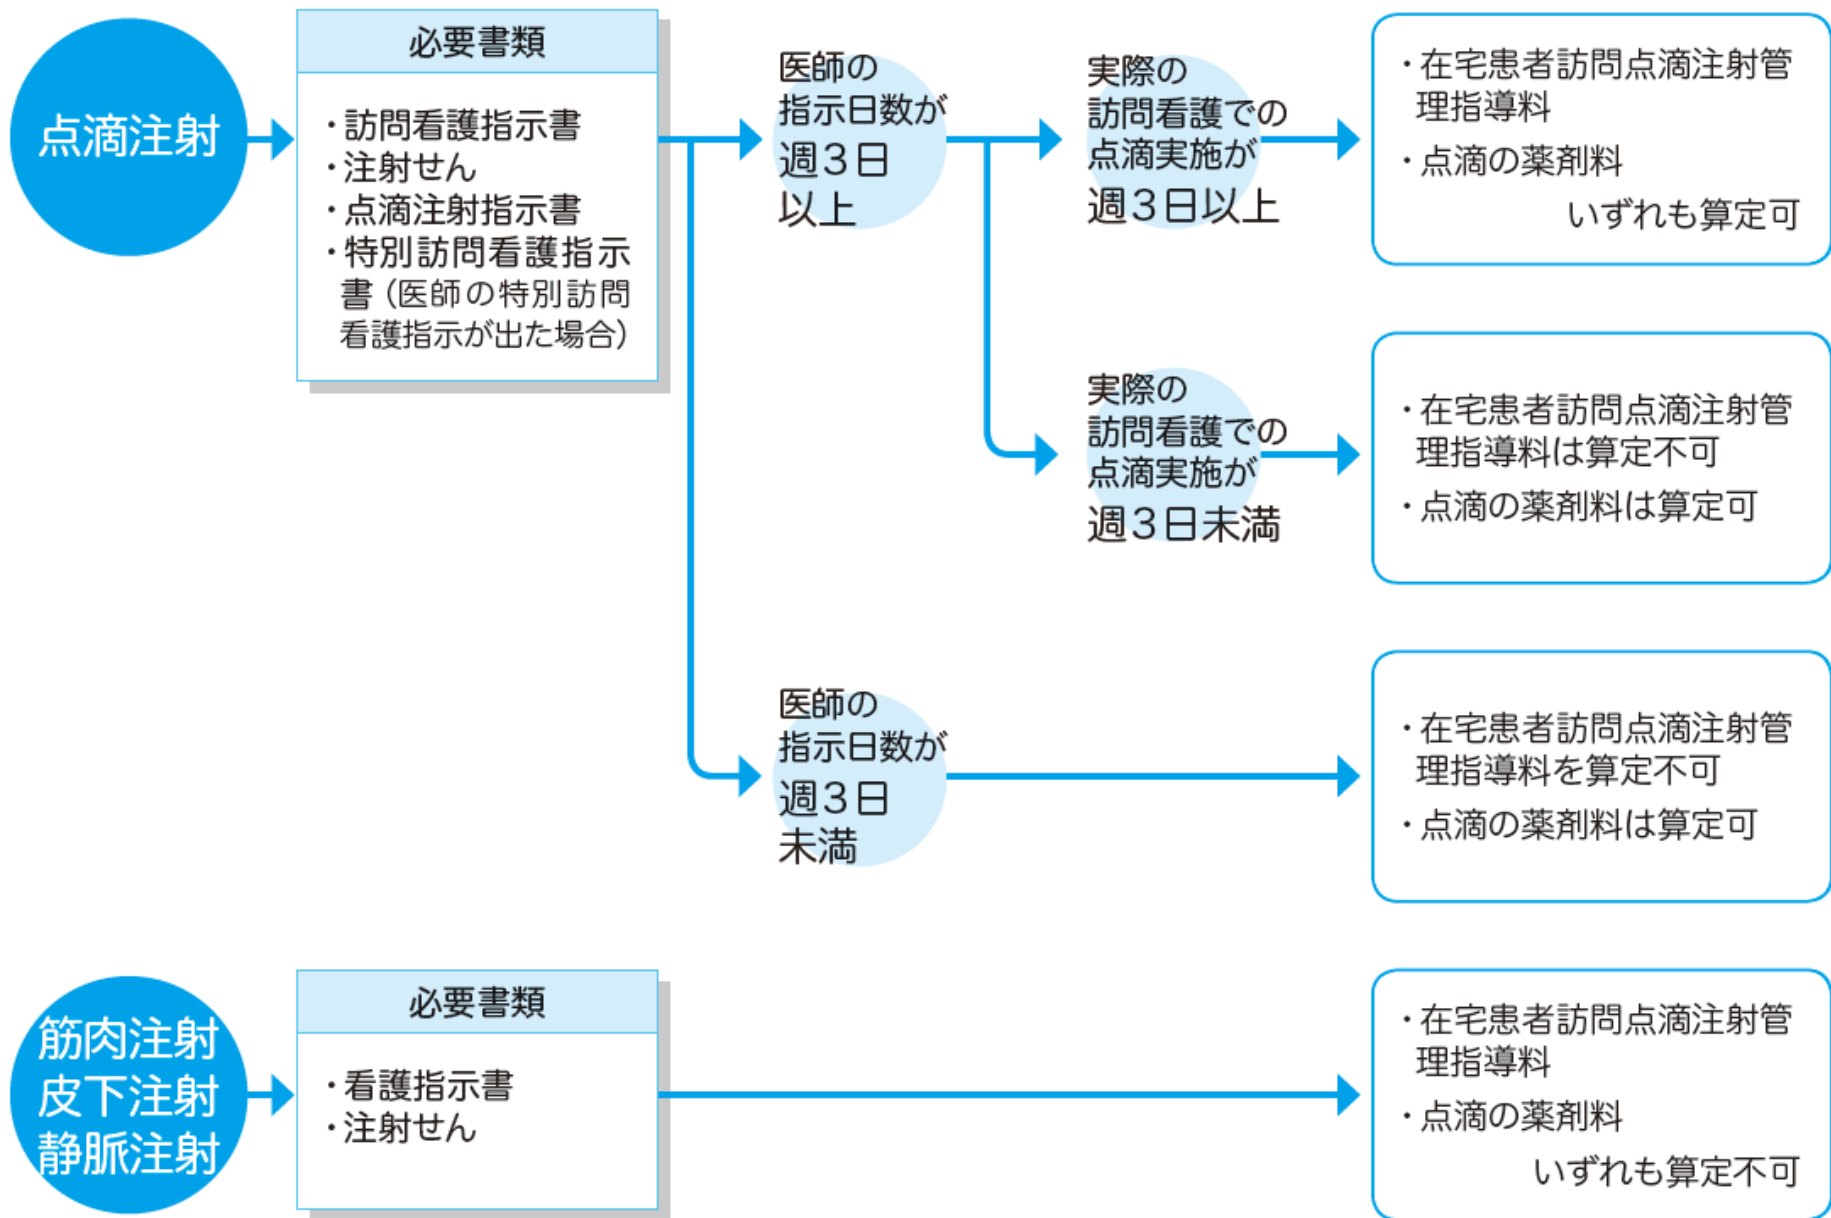 点滴注射
必要書類
・訪問看護指示書
・注射せん
・点滴注射指示書
・特別訪問看護指示
書（医師の特別訪問
看護指示が出た場合）
医師の
指示日数が
週３日
以上
実際の
訪問看護での
点滴実施が
週３日以上
・在宅患者訪問点滴注射管
理指導料
・点滴の薬剤料
いずれも算定可
実際の
訪問看護での
点滴実施が
週３日未満
・在宅患者訪問点滴注射管
理指導料は算定不可
・点滴の薬剤料は算定可
医師の
指示日数が
週３日
未満
・在宅患者訪問点滴注射管
理指導料を算定不可
・点滴の薬剤料は算定可
筋肉注射
皮下注射
静脈注射
必要書類
・看護指示書
・注射せん
・在宅患者訪問点滴注射管
理指導料
・点滴の薬剤料
いずれも算定不可